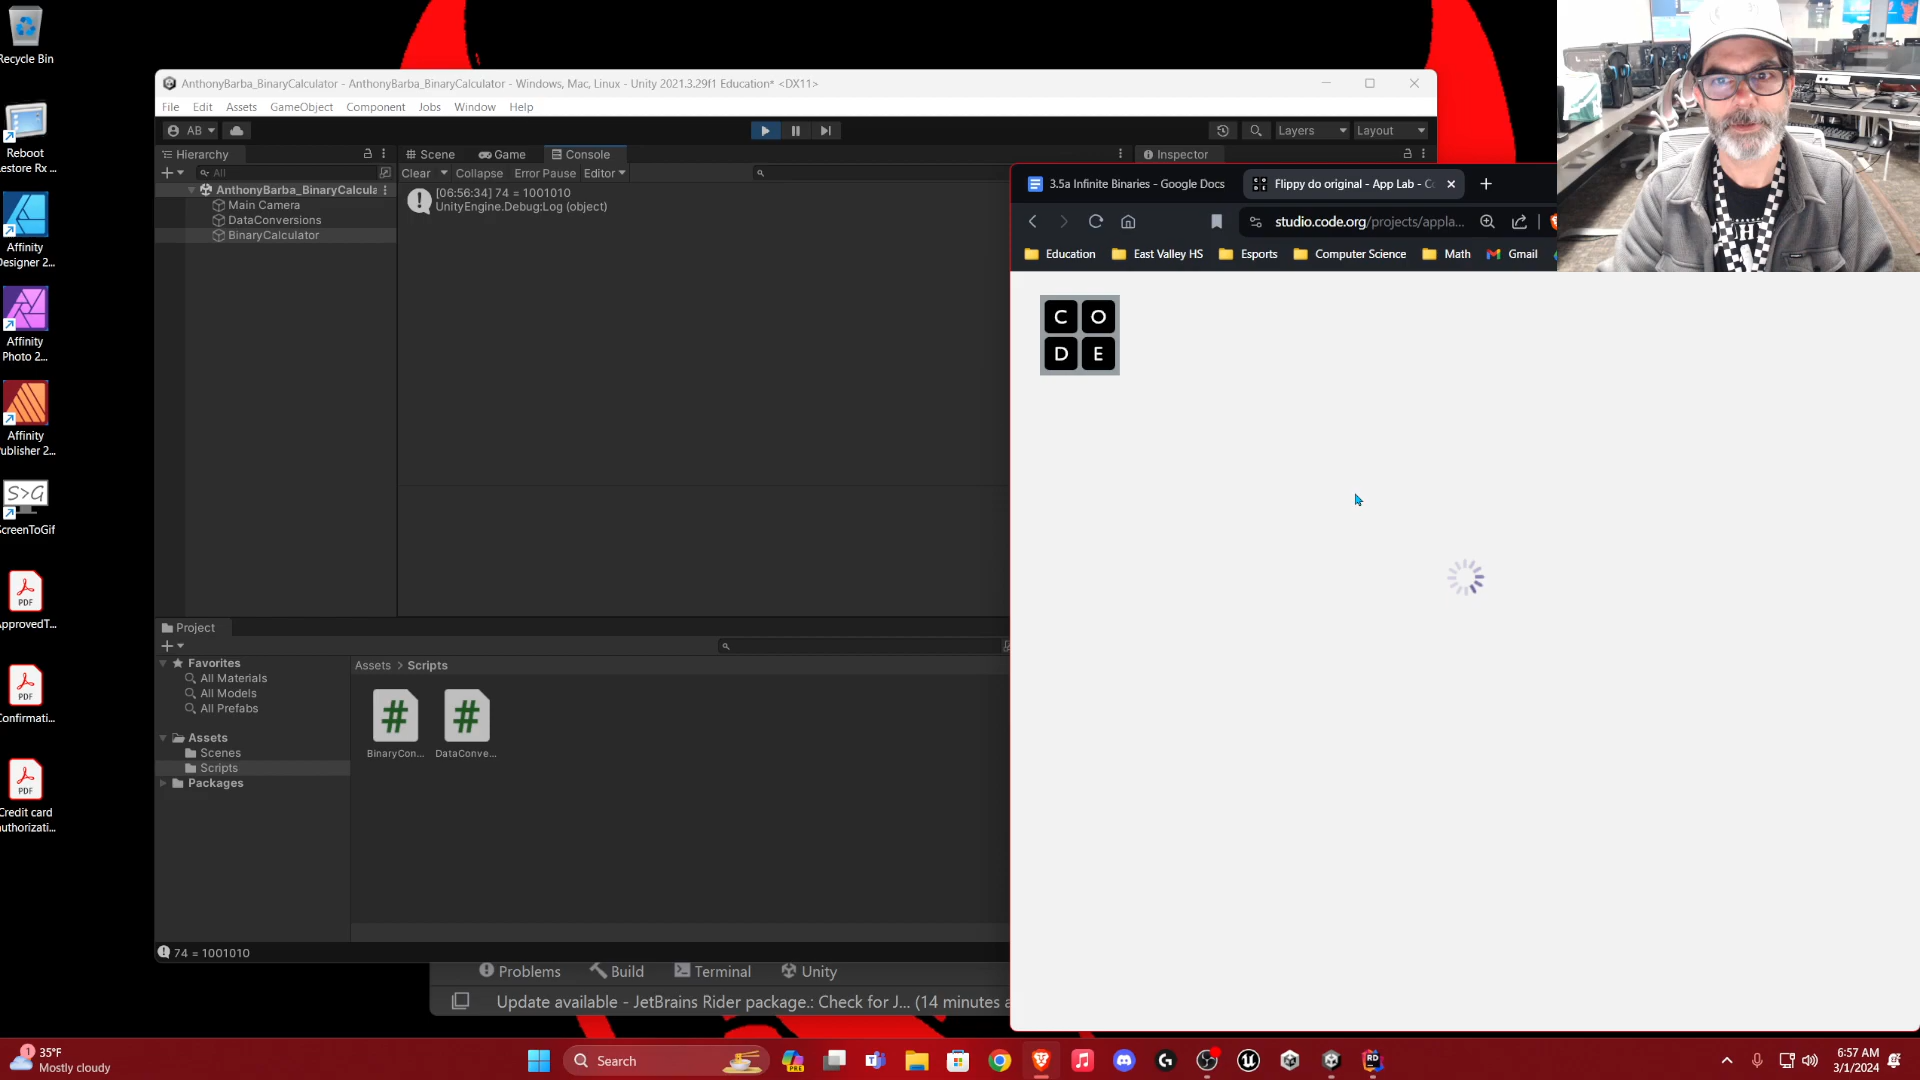 Recycle Bin
Reboot
estore Rx ...
Affinity
Designer 2...
Affinity
Photo 2...
Affinity
Publisher 2...
S>G
ScreenToGif
PDF
ApprovedT...
PDF
Confirmati...
PDF
Credit card
authorizati...
AnthonyBarba_BinaryCalculator - AnthonyBarba_BinaryCalculator - Windows, Mac, Linux - Unity 2021.3.29f1 Education* <DX11>
File Edit Assets GameObject Component Jobs Window Help
AB
Layers
Layout
Hierarchy
Scene
Game
Console
Inspector
All
Clear
Collapse
Error Pause
Editor
AnthonyBarba_BinaryCalcula
Main Camera
DataConversions
BinaryCalculator
[06:56:34] 74 = 1001010
UnityEngine.Debug:Log (object)
3.5a Infinite Binaries - Google Docs
Flippy do original - App Lab - Co
studio.code.org/projects/appla...
Education
East Valley HS
Esports
Computer Science
Math
Gmail
C O
D E
Project
Favorites
All Materials
All Models
All Prefabs
Assets
Scenes
Scripts
Packages
Assets > Scripts
#
BinaryCon...
#
DataConve...
74 = 1001010
Problems
Build
Terminal
Unity
Update available - JetBrains Rider package.: Check for J... (14 minutes a
1
35°F
Mostly cloudy
Search
PRE
RD
6:57 AM
3/1/2024